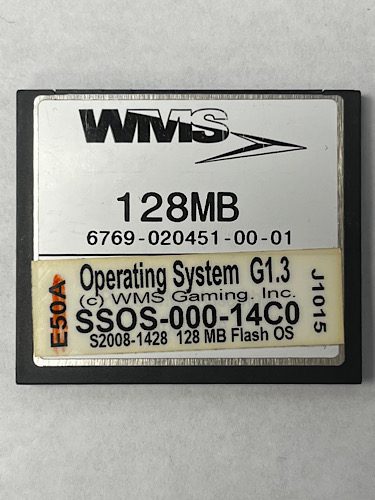 WMS
128MB
6769-020451-00-01
Operating System G1.3
(c) WMS Gaming, Inc.
SSOS-000-14C0
S2008-1428 128 MB Flash OS
E50A
J1015